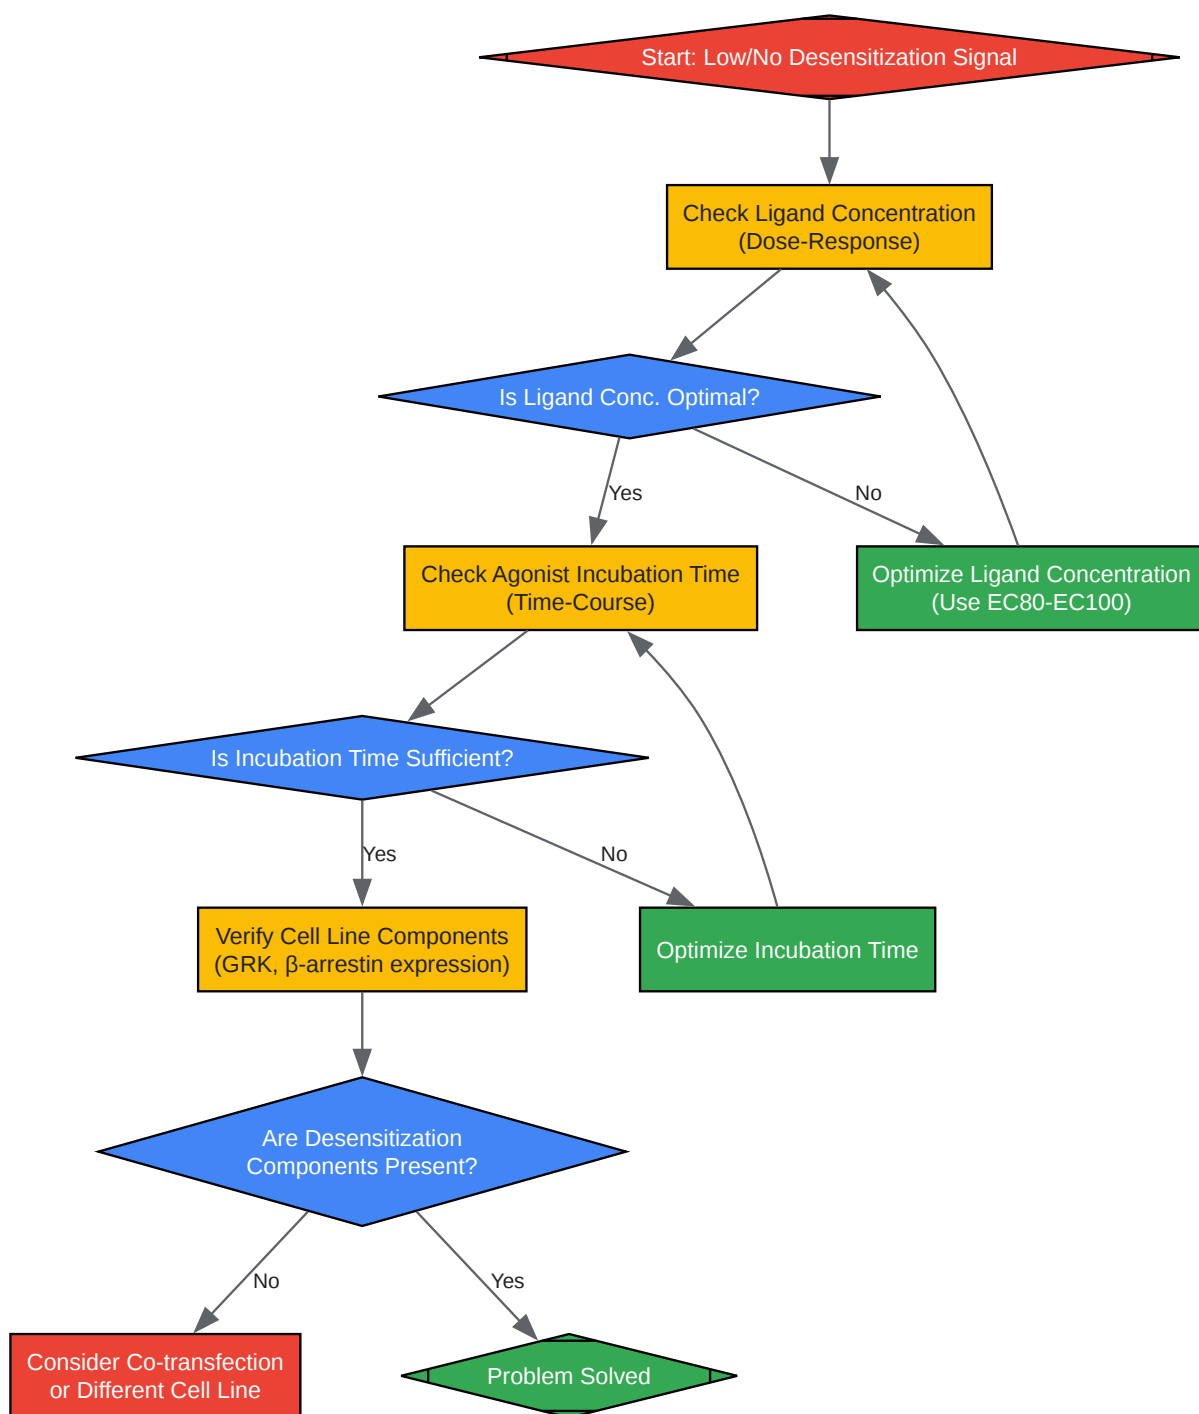 Start: Low/No Desensitization Signal
Check Ligand Concentration
(Dose-Response)
Is Ligand Conc. Optimal?
Yes
No
Check Agonist Incubation Time
(Time-Course)
Optimize Ligand Concentration
(Use EC80-EC100)
Is Incubation Time Sufficient?
Yes
No
Verify Cell Line Components
(GRK, β-arrestin expression)
Optimize Incubation Time
Are Desensitization
Components Present?
No
Yes
Consider Co-transfection
or Different Cell Line
Problem Solved